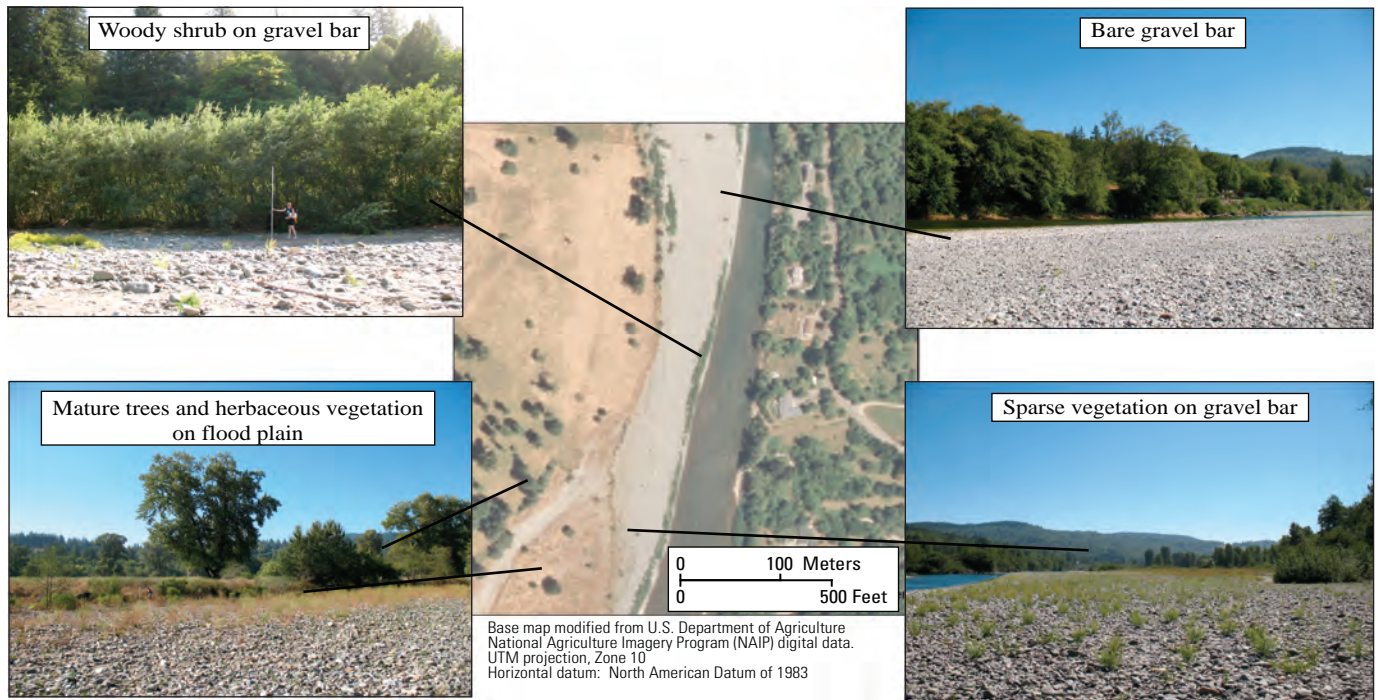 Woody shrub on gravel bar
Bare gravel bar
Mature trees and herbaceous vegetation
on flood plain
Sparse vegetation on gravel bar
0 100 Meters
0 500 Feet
Base map modified from U.S. Department of Agriculture
National Agriculture Imagery Program (NAIP) digital data.
UTM projection, Zone 10
Horizontal datum: North American Datum of 1983